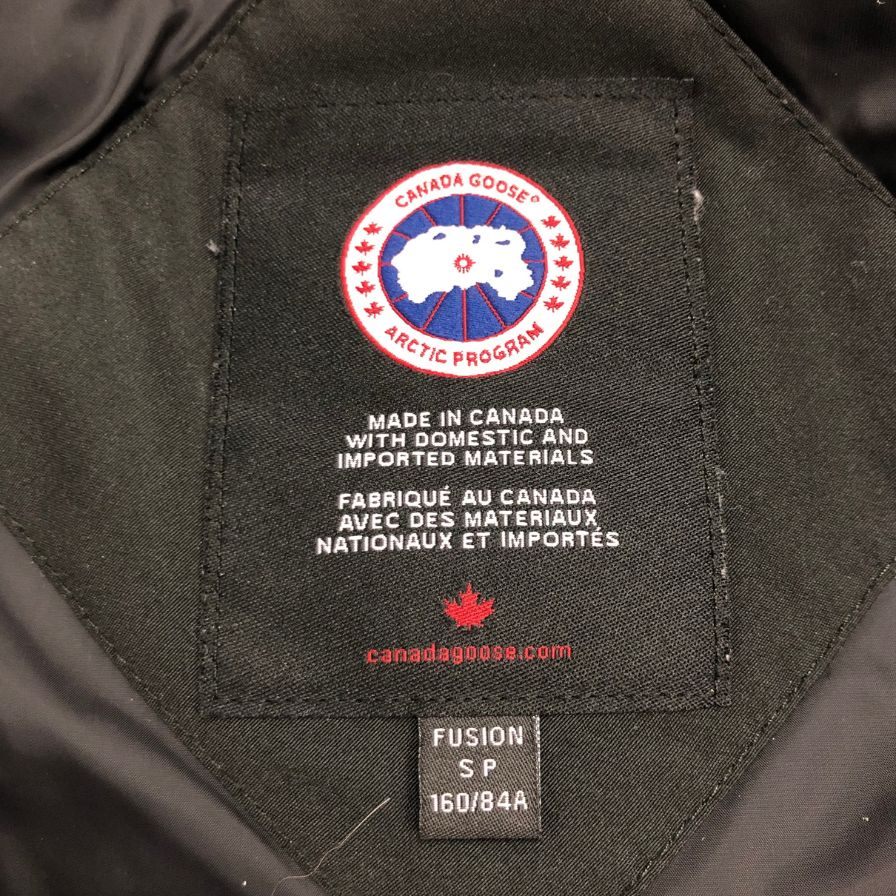 CANADA GOOSE®
ARCTIC PROGRAM
MADE IN CANADA
WITH DOMESTIC AND
IMPORTED MATERIALS
FABRIQUÉ AU CANADA
AVEC DES MATERIAUX
NATIONAUX ET IMPORTÉS
canadagoose.com
FUSION
S P
160/84A